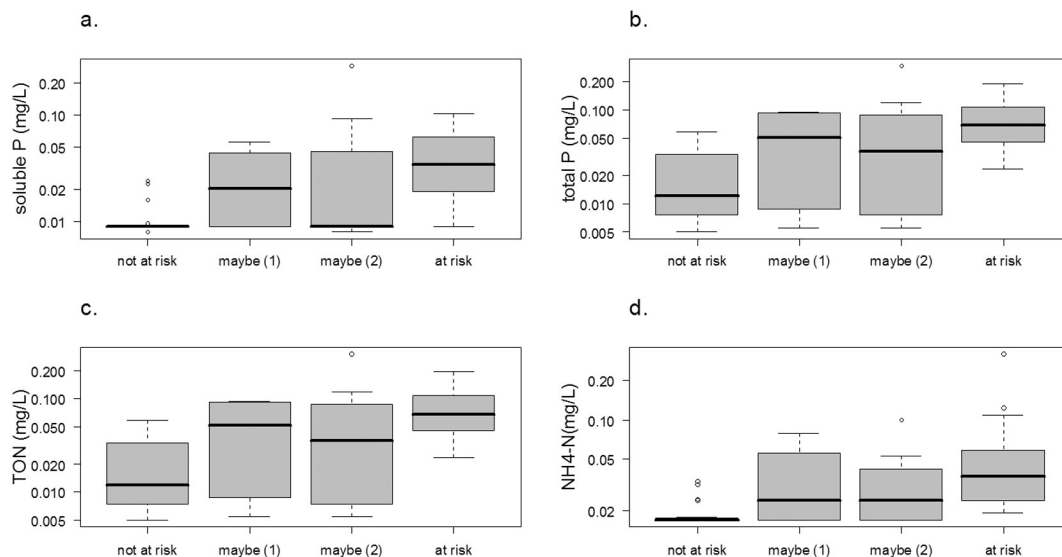 a.
soluble P (mg/L)
0.20
0.10
0.05
0.02
0.01
not at risk maybe (1) maybe (2) at risk
b.
total P (mg/L)
0.200
0.100
0.050
0.020
0.010
0.005
not at risk maybe (1) maybe (2) at risk
c.
TON (mg/L)
0.200
0.100
0.050
0.020
0.010
0.005
not at risk maybe (1) maybe (2) at risk
d.
NH4-N(mg/L)
0.20
0.10
0.05
0.02
not at risk maybe (1) maybe (2) at risk